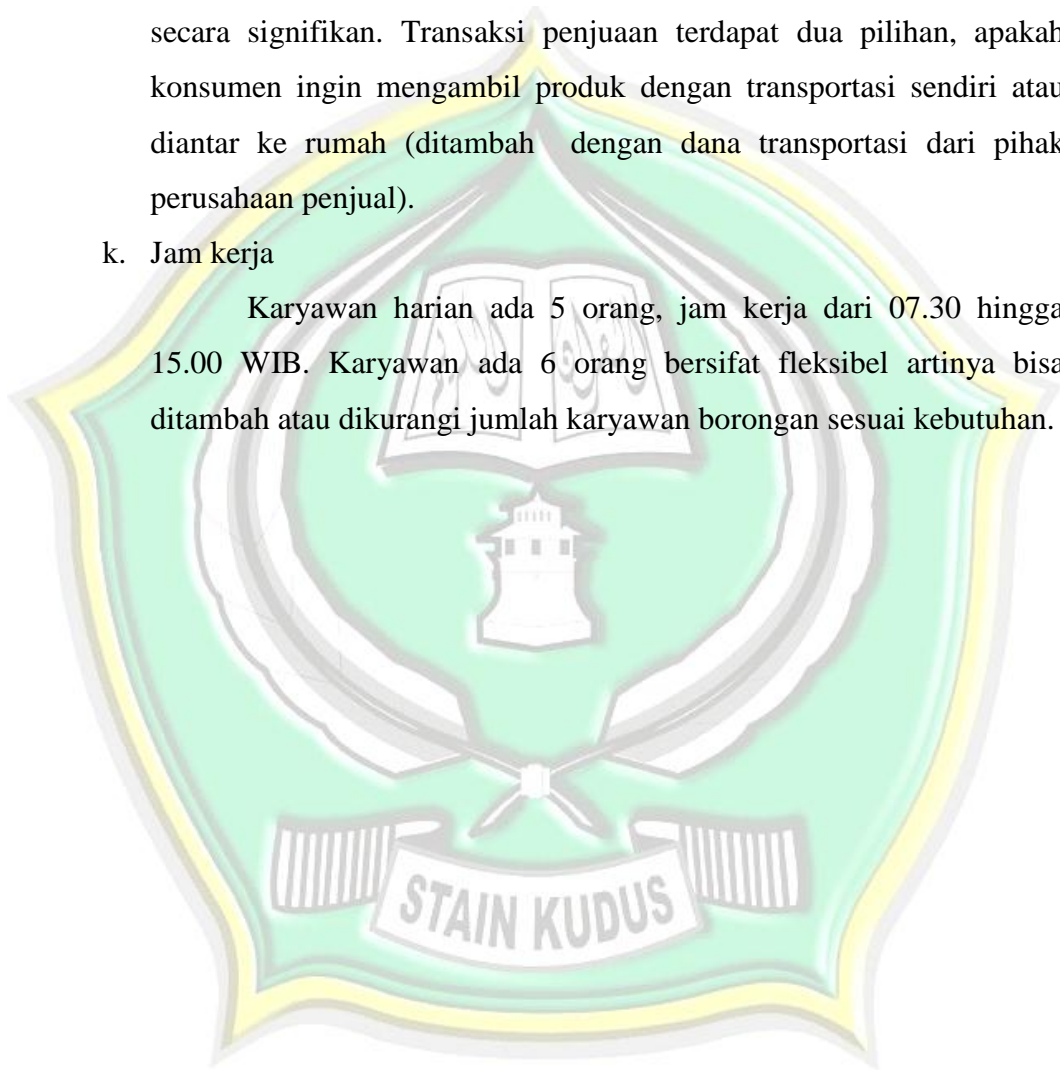 secara signifikan. Transaksi penjuaan terdapat dua pilihan, apakah
konsumen ingin mengambil produk dengan transportasi sendiri atau
diantar ke rumah (ditambah dengan dana transportasi dari pihak
perusahaan penjual).
k. Jam kerja
Karyawan harian ada 5 orang, jam kerja dari 07.30 hingga
15.00 WIB. Karyawan ada 6 orang bersifat fleksibel artinya bisa
ditambah atau dikurangi jumlah karyawan borongan sesuai kebutuhan.
STAIN KUDUS